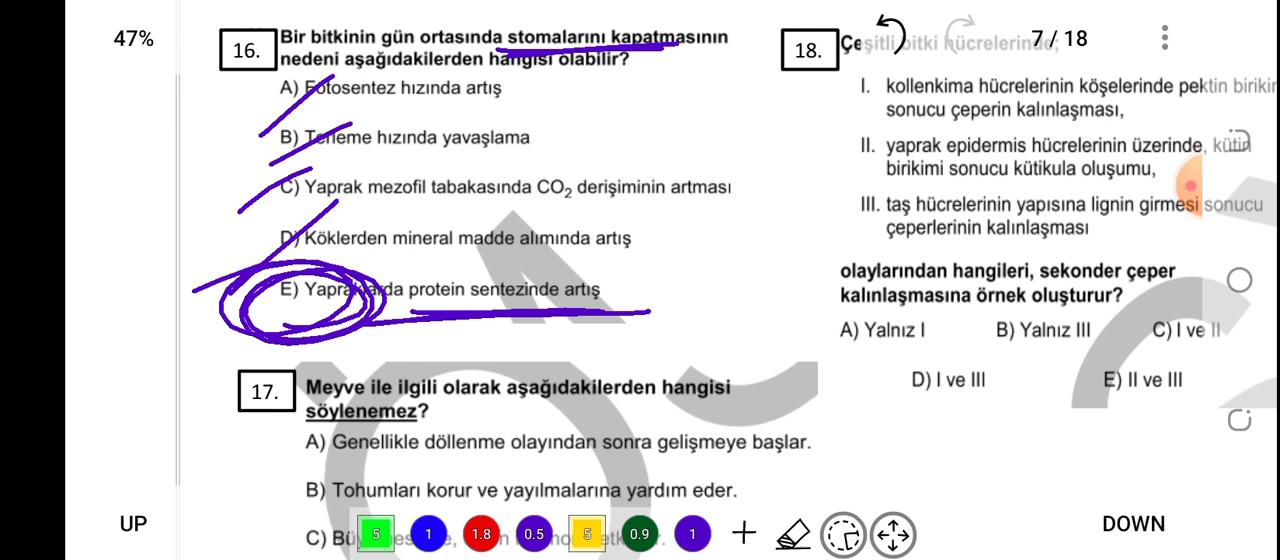 47%
16.
Bir bitkinin gün ortasında stomalarını kapatmasının
nedeni aşağıdakilerden hangisi olabilir?
A) Fotosentez hızında artış
B) Terleme hızında yavaşlama
C) Yaprak mezofil tabakasında CO₂ derişiminin artması
D) Köklerden mineral madde alımında artış
E) Yapraklarda protein sentezinde artış
17.
Meyve ile ilgili olarak aşağıdakilerden hangisi
söylenemez?
A) Genellikle döllenme olayından sonra gelişmeye başlar.
B) Tohumları korur ve yayılmalarına yardım eder.
C)
7 / 18
18.
Çeşitli bitki hücrelerinde;
I. kollenkima hücrelerinin köşelerinde pektin birikir
sonucu çeperin kalınlaşması,
II. yaprak epidermis hücrelerinin üzerinde, kütin
birikimi sonucu kütikula oluşumu,
III. taş hücrelerinin yapısına lignin girmesi sonucu
çeperlerinin kalınlaşması
olaylarından hangileri, sekonder çeper
kalınlaşmasına örnek oluşturur?
A) Yalnız I B) Yalnız III C) I ve II
D) I ve III E) II ve III
UP
5 1 1.8 0.5 5 0.9 1
DOWN